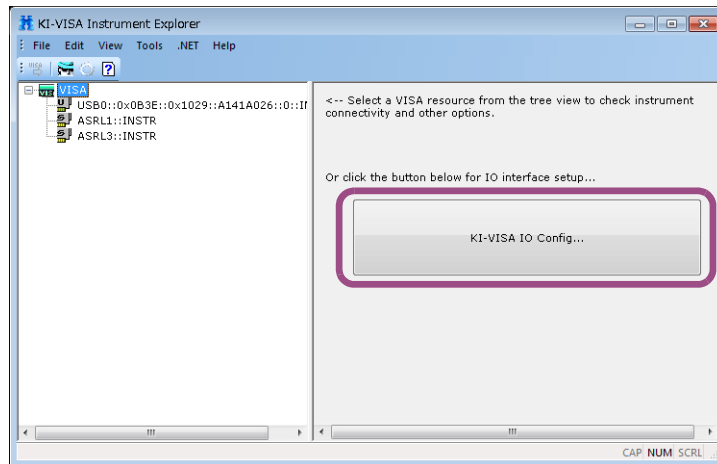 KI-VISA Instrument Explorer
File Edit View Tools .NET Help
VISA
USB0::0x0B3E::0x1029::A141A026::0::I
ASRL1::INSTR
ASRL3::INSTR
<-- Select a VISA resource from the tree view to check instrument
connectivity and other options.
Or click the button below for IO interface setup...
KI-VISA IO Config...
CAP NUM SCRL